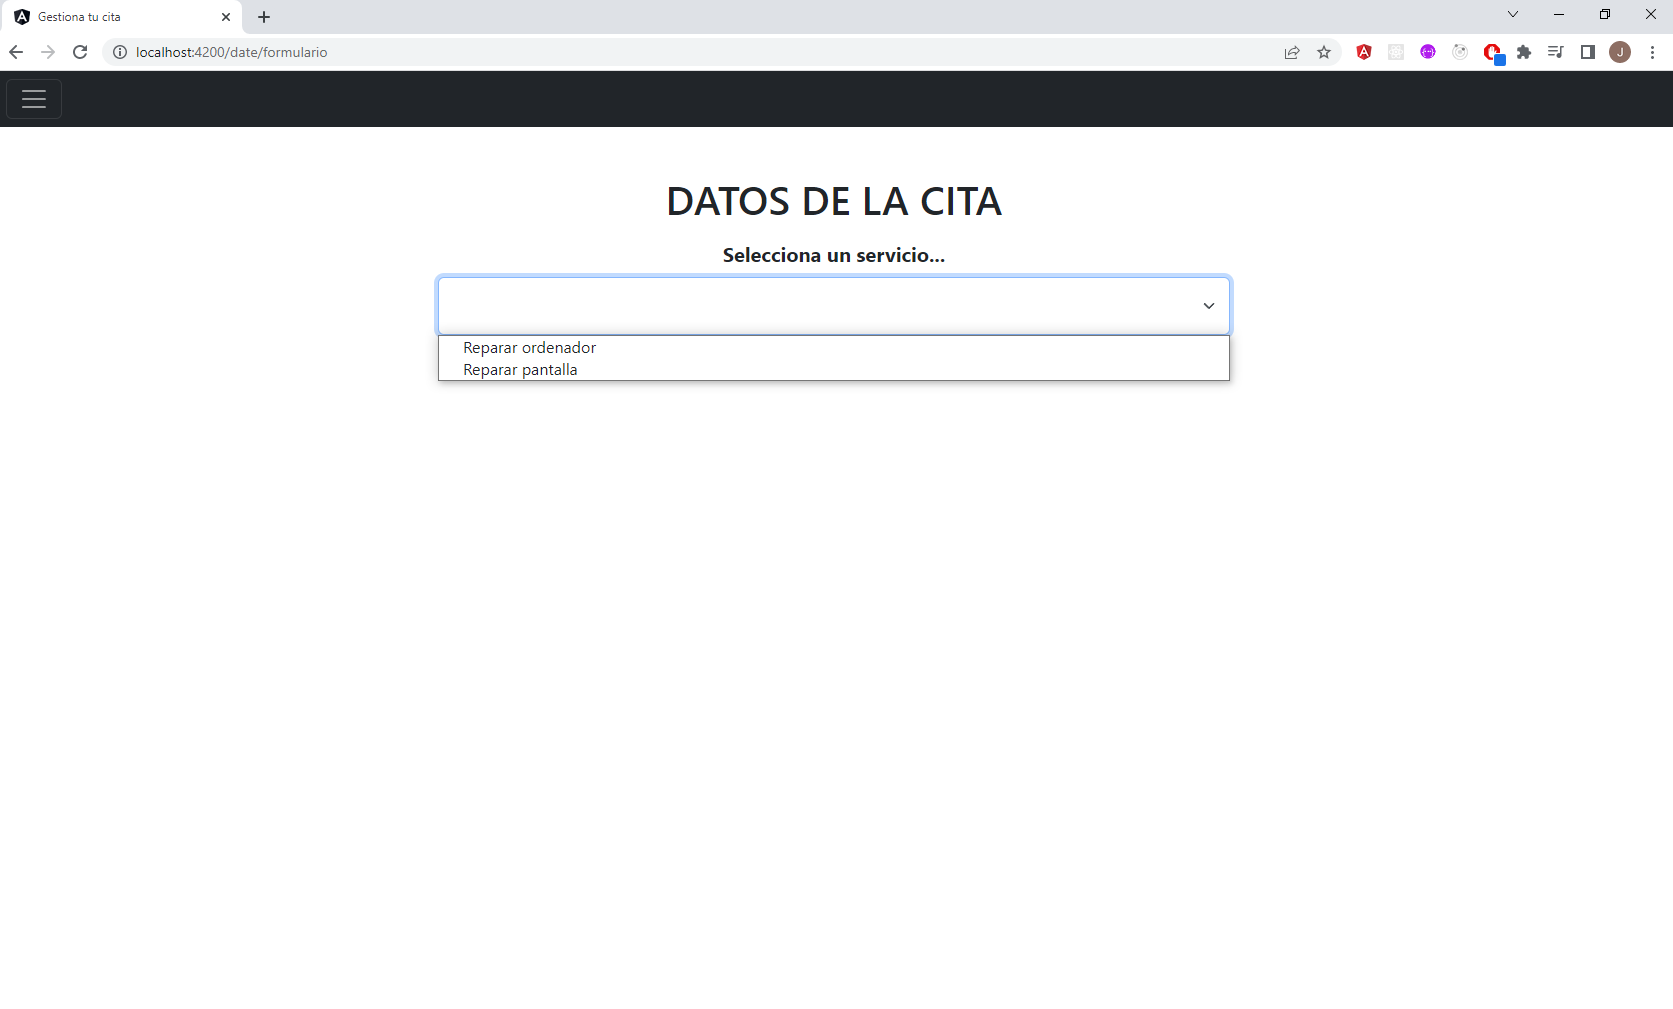 Gestiona tu cita
localhost:4200/date/formulario
J
DATOS DE LA CITA
Selecciona un servicio...
Reparar ordenador
Reparar pantalla